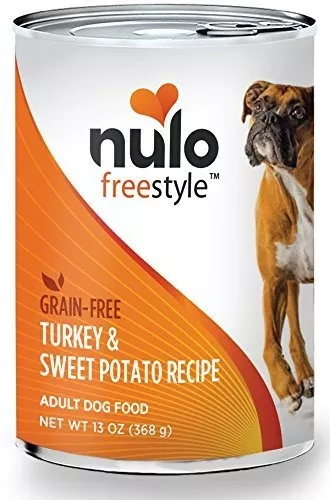 nulo
freestyle™
GRAIN-FREE
TURKEY &
SWEET POTATO RECIPE
ADULT DOG FOOD
NET WT 13 OZ (368 g)